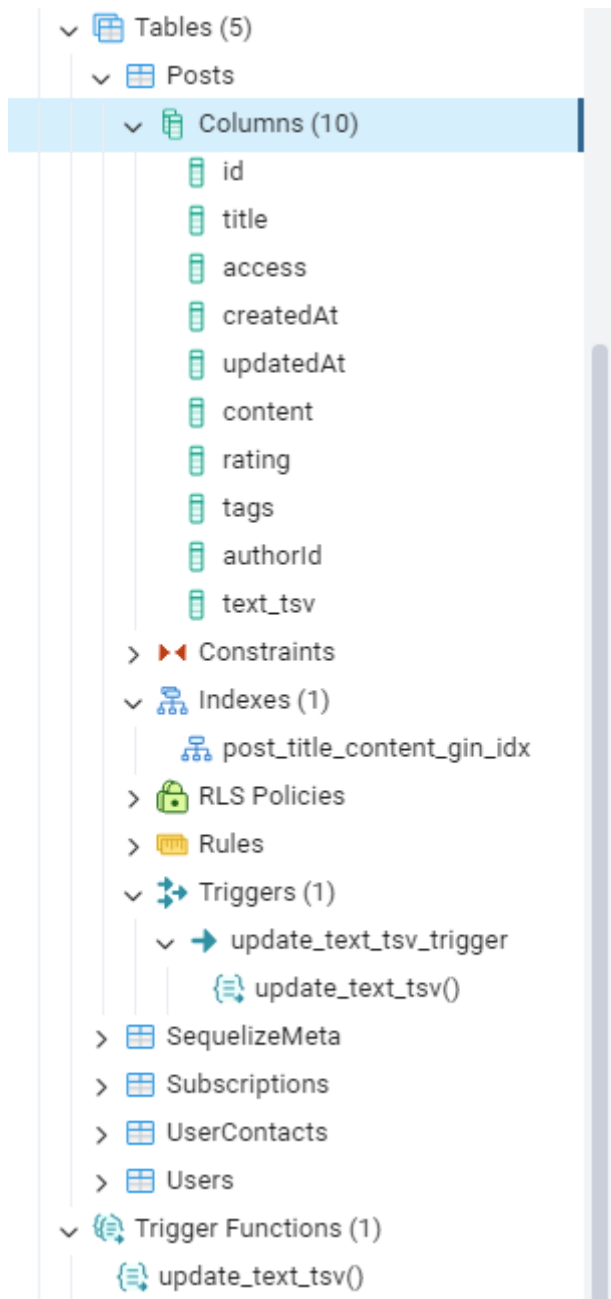 Tables (5)
Posts
Columns (10)
id
title
access
createdAt
updatedAt
content
rating
tags
authorId
text_tsv
Constraints
Indexes (1)
post_title_content_gin_idx
RLS Policies
Rules
Triggers (1)
update_text_tsv_trigger
update_text_tsv()
SequelizeMeta
Subscriptions
UserContacts
Users
Trigger Functions (1)
update_text_tsv()